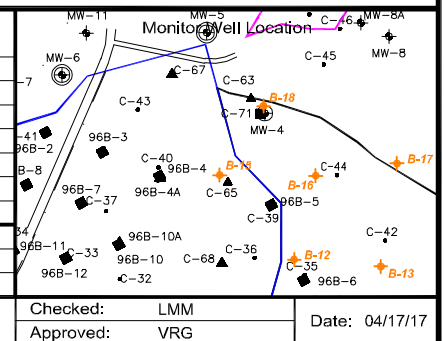 MW-11
MW-5
C-46
MW-8A
Monitor Well Location
MW-8
MW-6
C-67
C-45
-7
C-63
C-43
B-18
C-71
MW-4
-41
96B-3
96B-2
B-17
C-40
96B-4
B-15
C-44
B-8
96B-4A
C-65
B-16
96B-7
C-37
96B-5
C-39
34
96B-10A
C-42
96B-11
C-33
96B-10
C-36
B-12
C-68
C-35
B-13
96B-12
C-32
96B-6
Checked: LMM
Date: 04/17/17
Approved: VRG